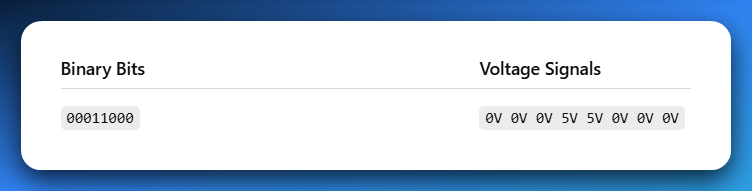 Binary Bits Voltage Signals
00011000 0V 0V 0V 5V 5V 0V 0V 0V